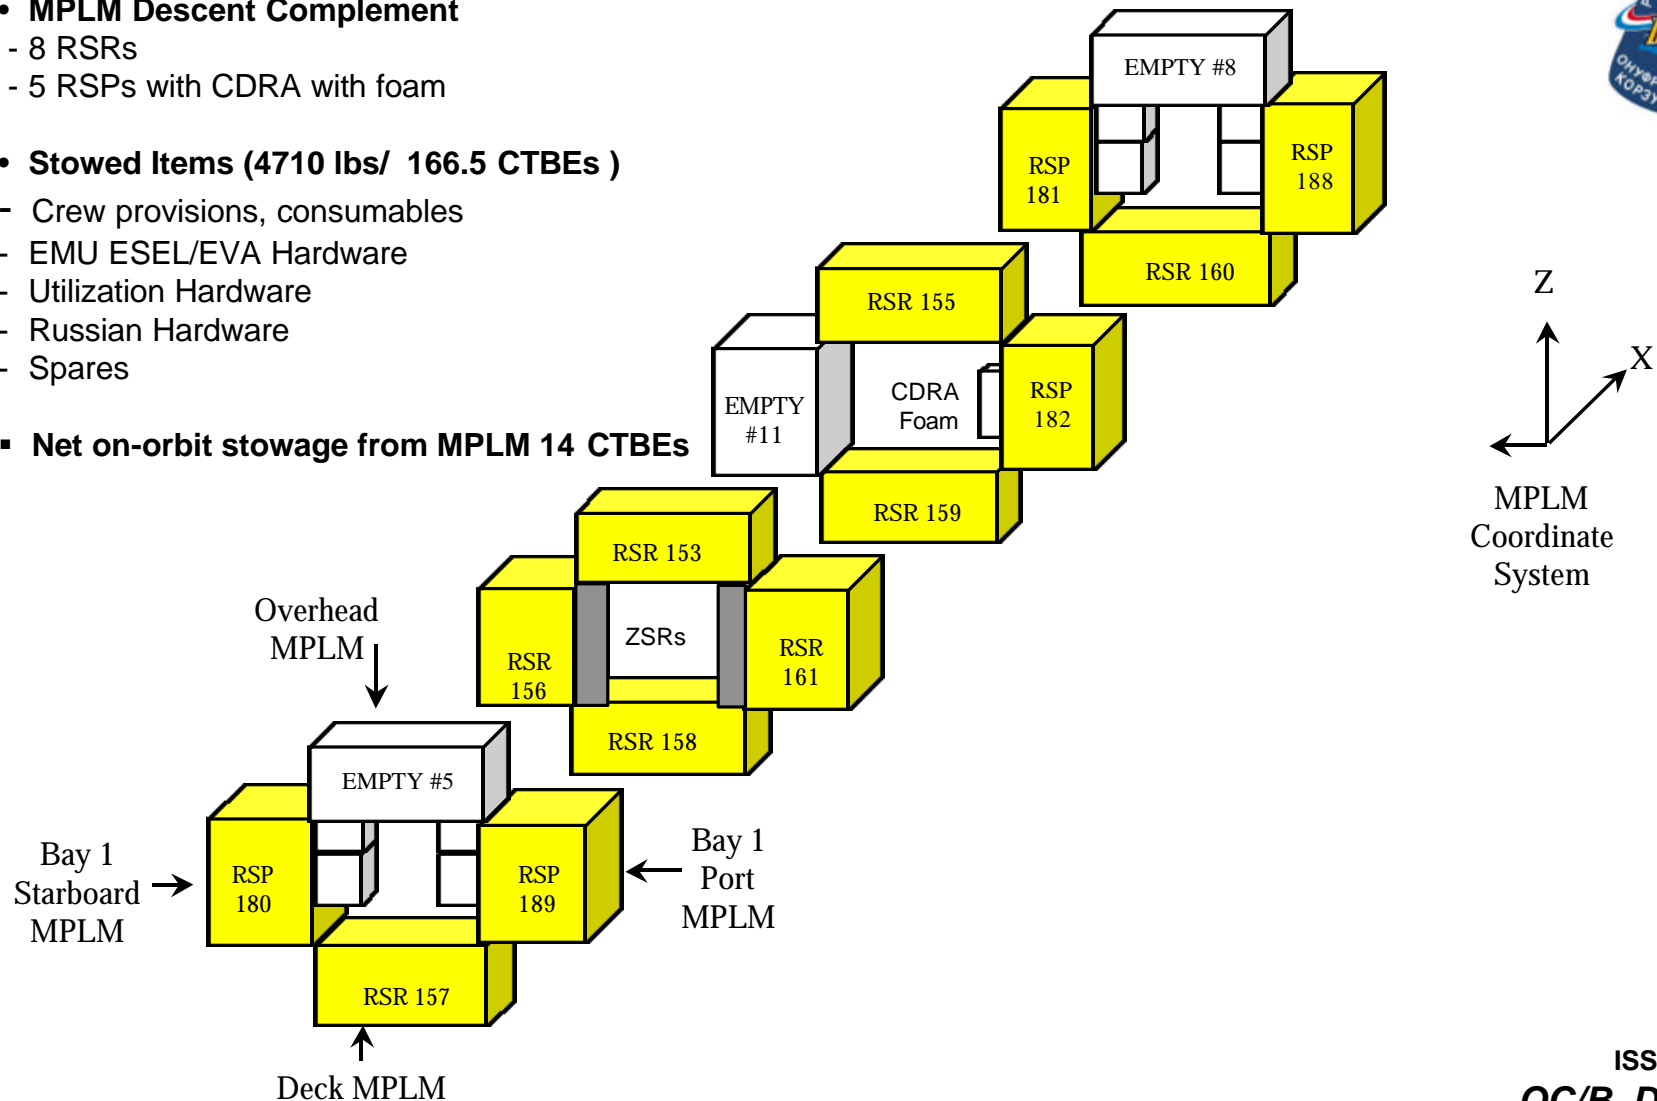 • MPLM Descent Complement
- 8 RSRs
- 5 RSPs with CDRA with foam
• Stowed Items (4710 lbs/ 166.5 CTBEs )
- Crew provisions, consumables
- EMU ESEL/EVA Hardware
- Utilization Hardware
- Russian Hardware
- Spares
▪ Net on-orbit stowage from MPLM 14 CTBEs
EMPTY #8
RSP
181
RSP
188
RSR 160
RSR 155
EMPTY
#11
CDRA
Foam
RSP
182
RSR 159
RSR 153
RSR
156
ZSRs
RSR
161
RSR 158
Overhead
MPLM
EMPTY #5
Bay 1
Starboard
MPLM
RSP
180
RSP
189
Bay 1
Port
MPLM
RSR 157
Deck MPLM
Z
X
MPLM
Coordinate
System
ISS
OC/B. D